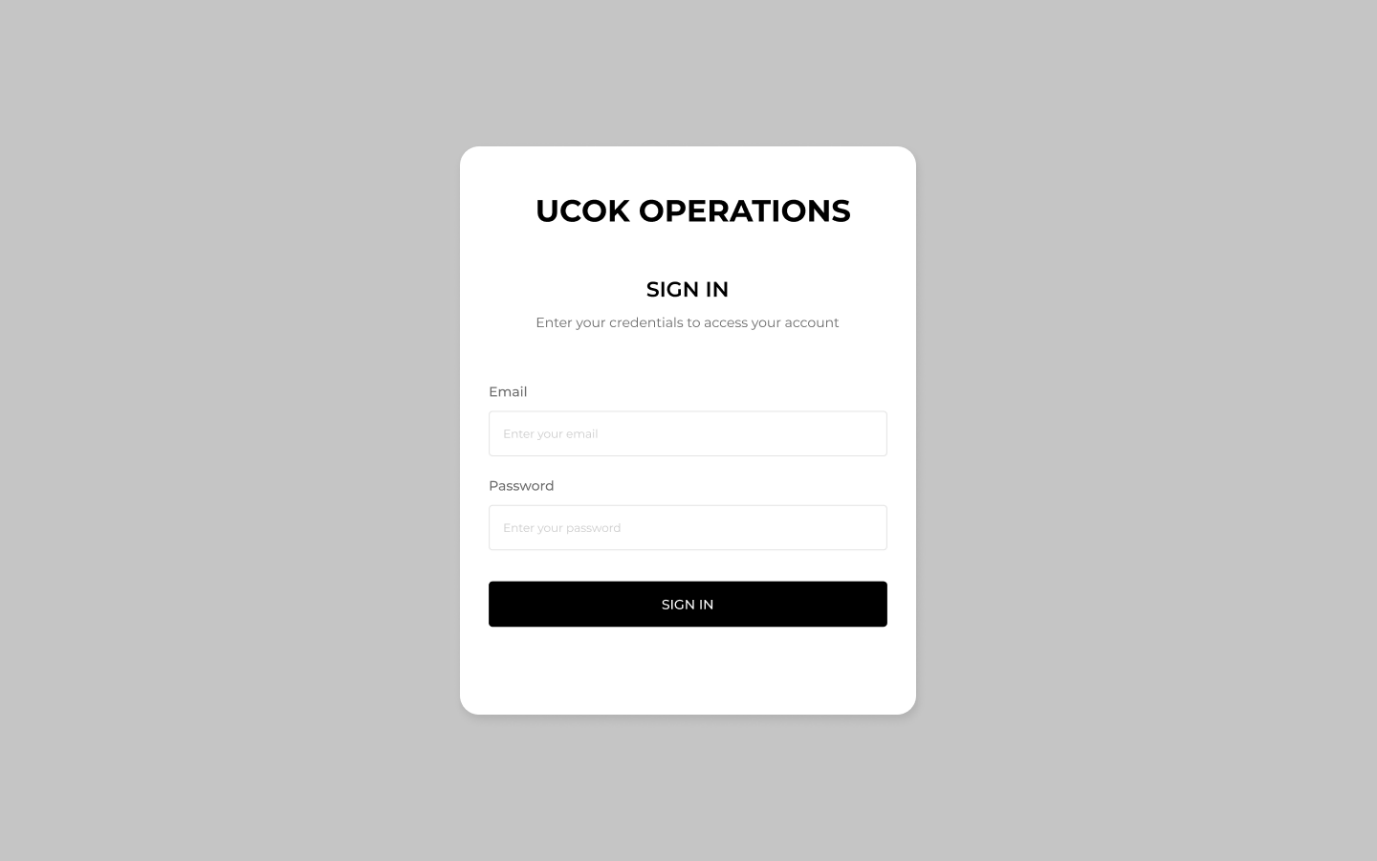 UCOK OPERATIONS
SIGN IN
Enter your credentials to access your account
Email
Enter your email
Password
Enter your password
SIGN IN